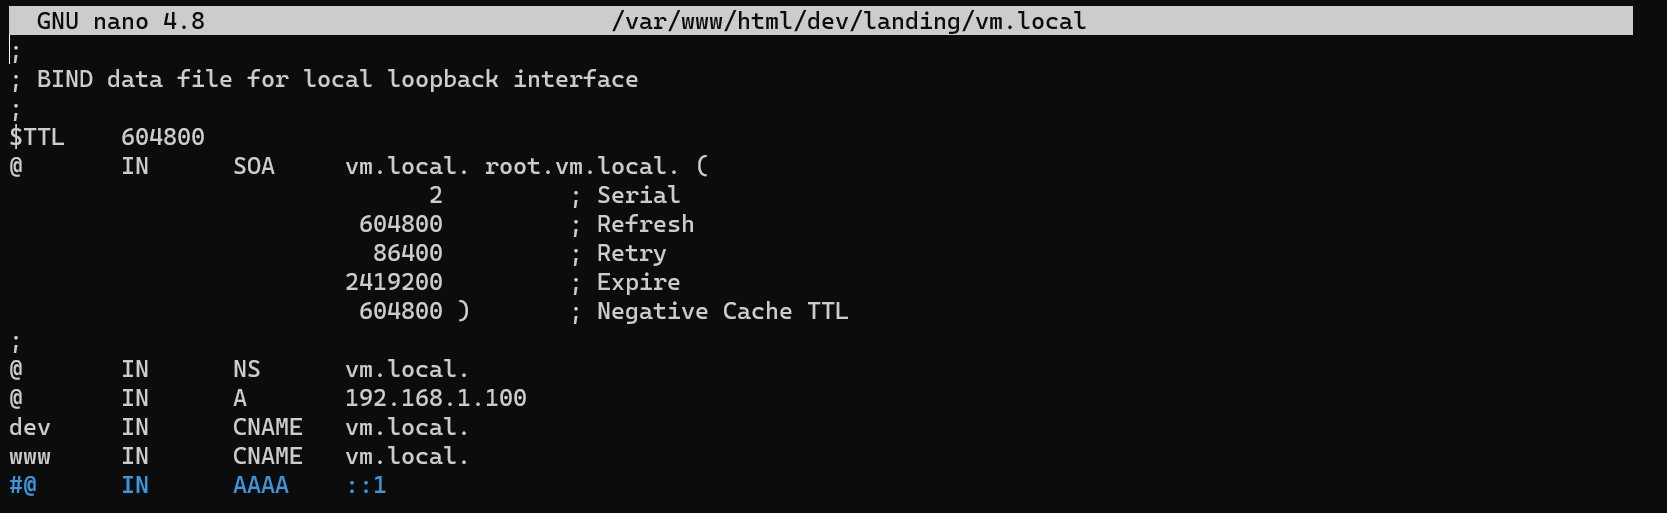 GNU nano 4.8 /var/www/html/dev/landing/vm.local
;
; BIND data file for local loopback interface
;
$TTL 604800
@ IN SOA vm.local. root.vm.local. (
2 ; Serial
604800 ; Refresh
86400 ; Retry
2419200 ; Expire
604800 ) ; Negative Cache TTL
;
@ IN NS vm.local.
@ IN A 192.168.1.100
dev IN CNAME vm.local.
www IN CNAME vm.local.
#@ IN AAAA ::1